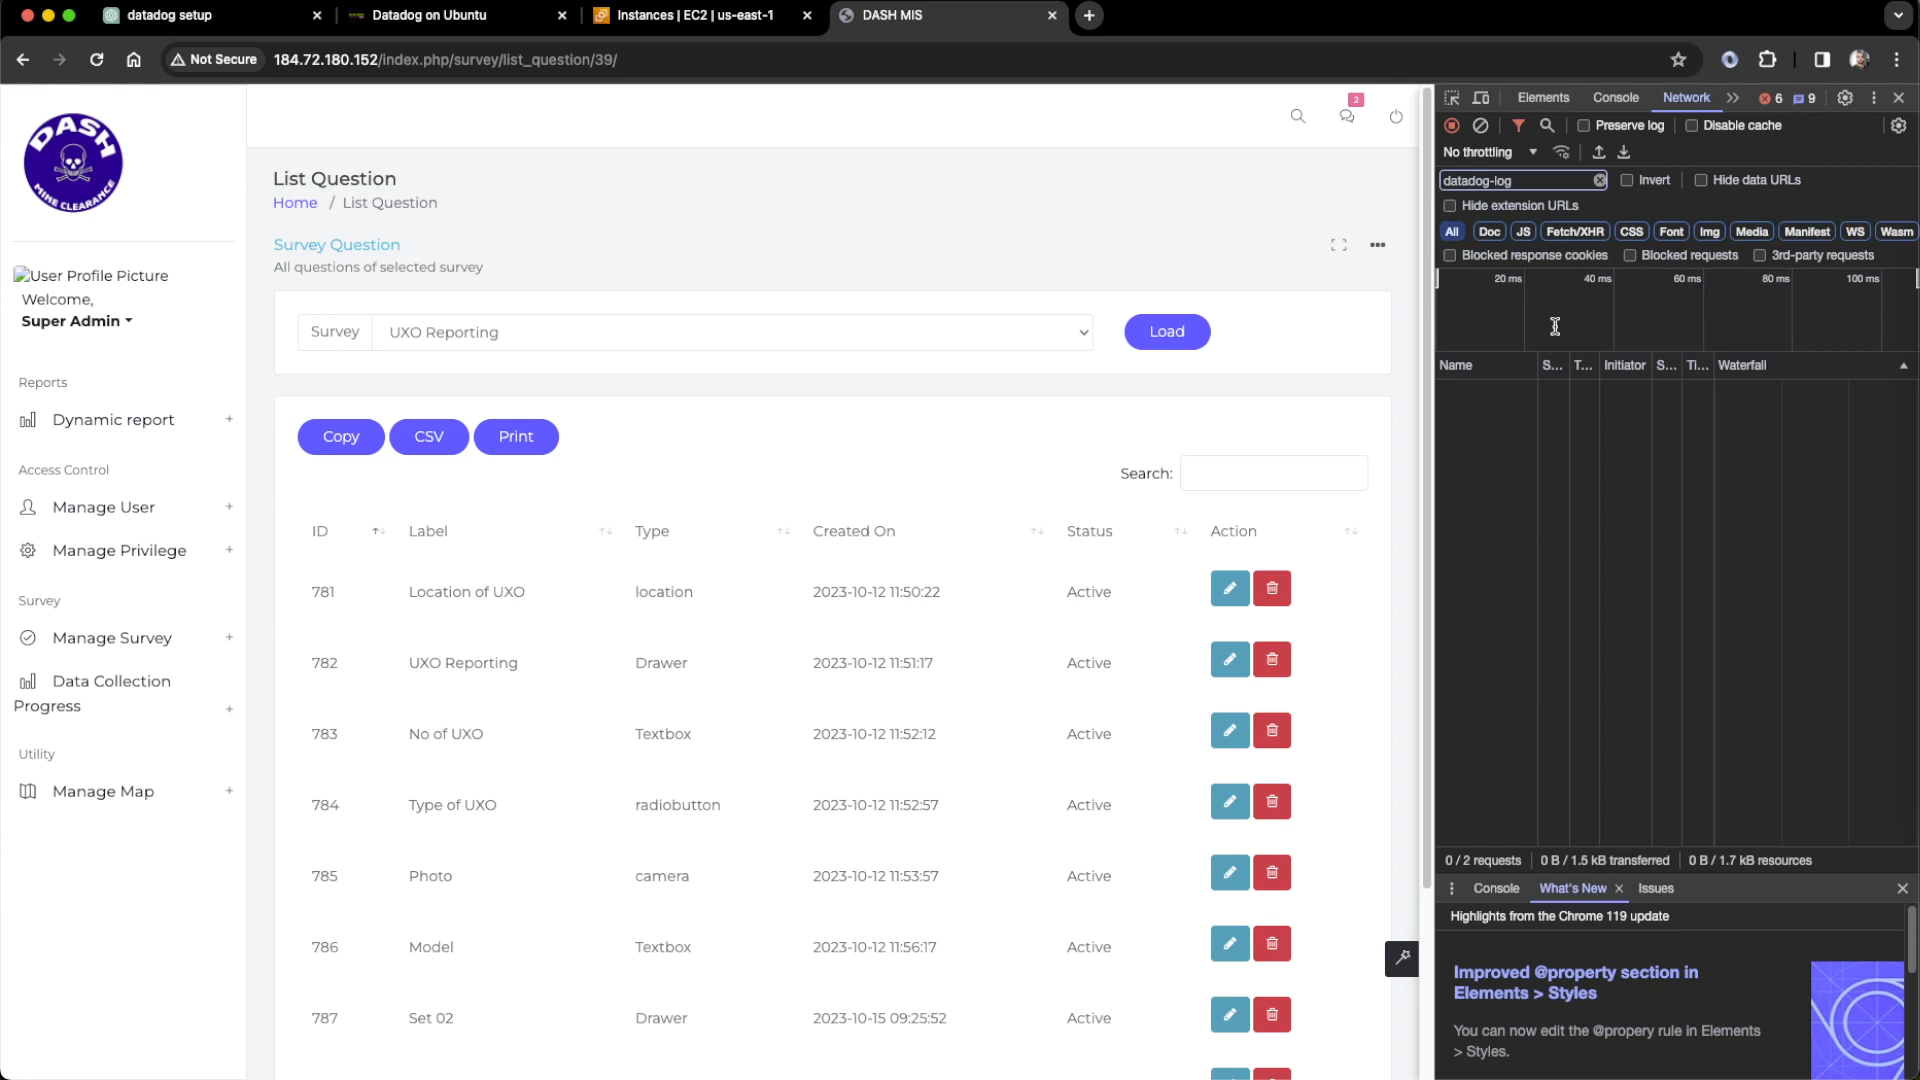 datadog setup
Datadog on Ubuntu
Instances | EC2 | us-east-1
DASH MIS
Not Secure
184.72.180.152/index.php/survey/list_question/39/
DASH
MINE CLEARANCE
User Profile Picture
Welcome,
Super Admin
Reports
Dynamic report +
Access Control
Manage User +
Manage Privilege +
Survey
Manage Survey +
Data Collection
Progress +
Utility
Manage Map +
2
List Question
Home / List Question
Survey Question
All questions of selected survey
Survey UXO Reporting Load
Copy CSV Print
Search:
ID Label Type Created On Status Action
781 Location of UXO location 2023-10-12 11:50:22 Active
782 UXO Reporting Drawer 2023-10-12 11:51:17 Active
783 No of UXO Textbox 2023-10-12 11:52:12 Active
784 Type of UXO radiobutton 2023-10-12 11:52:57 Active
785 Photo camera 2023-10-12 11:53:57 Active
786 Model Textbox 2023-10-12 11:56:17 Active
787 Set 02 Drawer 2023-10-15 09:25:52 Active
Elements Console Network 6 9
Preserve log Disable cache
No throttling
datadog-log Invert Hide data URLs
Hide extension URLs
All Doc JS Fetch/XHR CSS Font Img Media Manifest WS Wasm
Blocked response cookies Blocked requests 3rd-party requests
20 ms 40 ms 60 ms 80 ms 100 ms
Name S... T... Initiator S... Ti... Waterfall
0 / 2 requests 0 B / 1.5 kB transferred 0 B / 1.7 kB resources
Console What's New Issues
Highlights from the Chrome 119 update
Improved @property section in
Elements > Styles
You can now edit the @propery rule in Elements
> Styles.